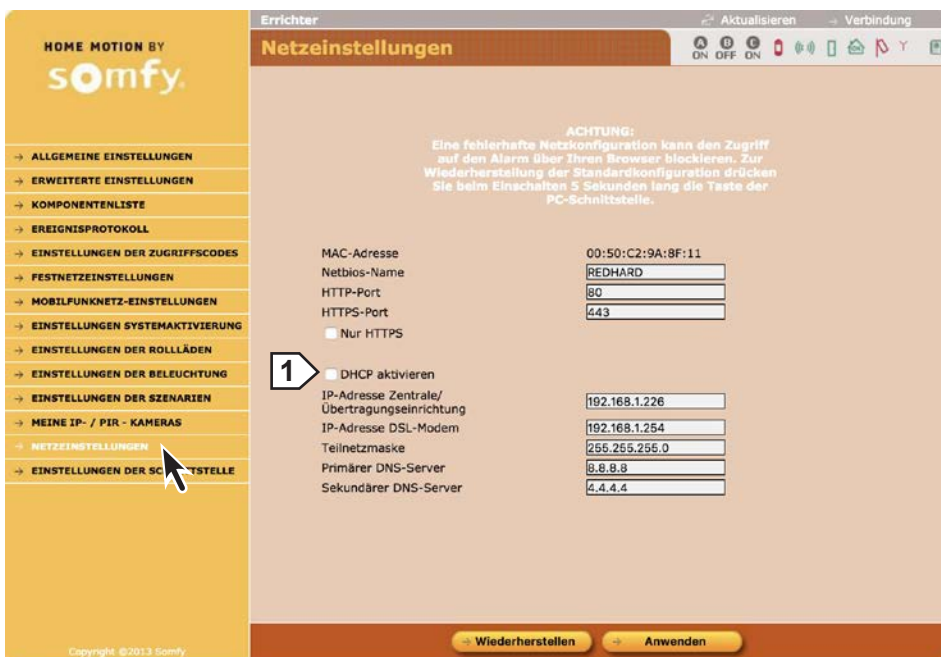 Errichter
Aktualisieren
Verbindung
HOME MOTION BY
somfy.
Netzeinstellungen
A B C
ON OFF ON
ALLGEMEINE EINSTELLUNGEN
ERWEITERTE EINSTELLUNGEN
KOMPONENTENLISTE
EREIGNISPROTOKOLL
EINSTELLUNGEN DER ZUGRIFFSCODES
FESTNETZEINSTELLUNGEN
MOBILFUNKNETZ-EINSTELLUNGEN
EINSTELLUNGEN SYSTEMAKTIVIERUNG
EINSTELLUNGEN DER ROLLLÄDEN
EINSTELLUNGEN DER BELEUCHTUNG
EINSTELLUNGEN DER SZENARIEN
MEINE IP- / PIR - KAMERAS
NETZEINSTELLUNGEN
EINSTELLUNGEN DER SC TSTELLE
ACHTUNG:
Eine fehlerhafte Netzkonfiguration kann den Zugriff
auf den Alarm über Ihren Browser blockieren. Zur
Wiederherstellung der Standardkonfiguration drücken
Sie beim Einschalten 5 Sekunden lang die Taste der
PC-Schnittstelle.
MAC-Adresse 00:50:C2:9A:8F:11
Netbios-Name REDHARD
HTTP-Port 80
HTTPS-Port 443
Nur HTTPS
1 DHCP aktivieren
IP-Adresse Zentrale/
Übertragungseinrichtung 192.168.1.226
IP-Adresse DSL-Modem 192.168.1.254
Teilnetzmaske 255.255.255.0
Primärer DNS-Server 8.8.8.8
Sekundärer DNS-Server 4.4.4.4
Wiederherstellen
Anwenden
Copyright ©2013 Somfy